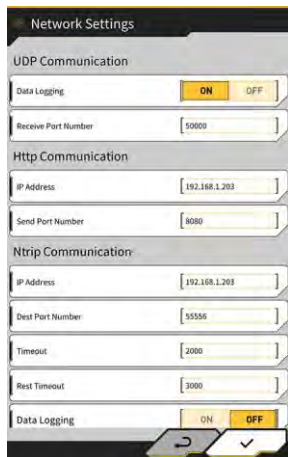 Network Settings
UDP Communication
Data Logging ON OFF
Receive Port Number 50000
Http Communication
IP Address 192.168.1.203
Send Port Number 8080
Ntrip Communication
IP Address 192.168.1.203
Dest Port Number 55556
Timeout 2000
Rest Timeout 3000
Data Logging ON OFF